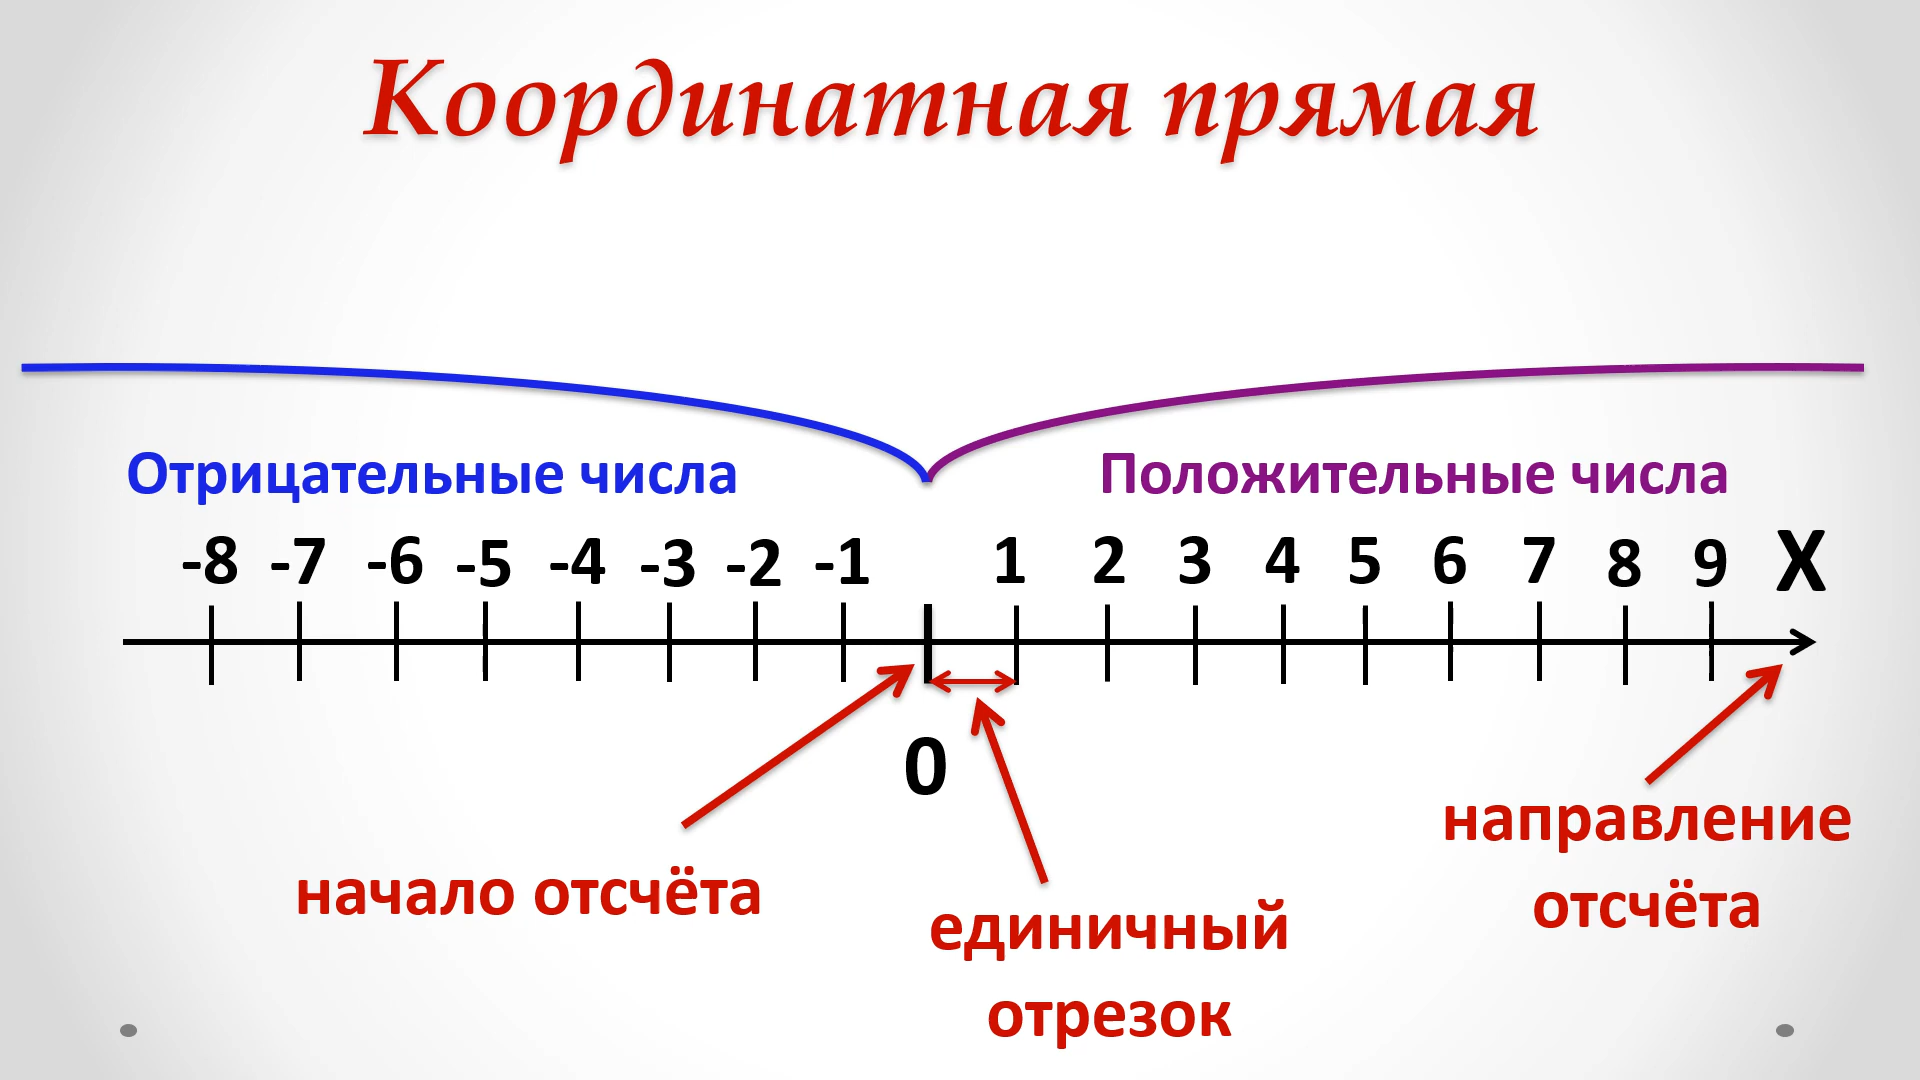 Координатная прямая
Отрицательные числа Положительные числа
-8 -7 -6 -5 -4 -3 -2 -1 1 2 3 4 5 6 7 8 9 X
0
начало отсчёта
единичный
отрезок
направление
отсчёта